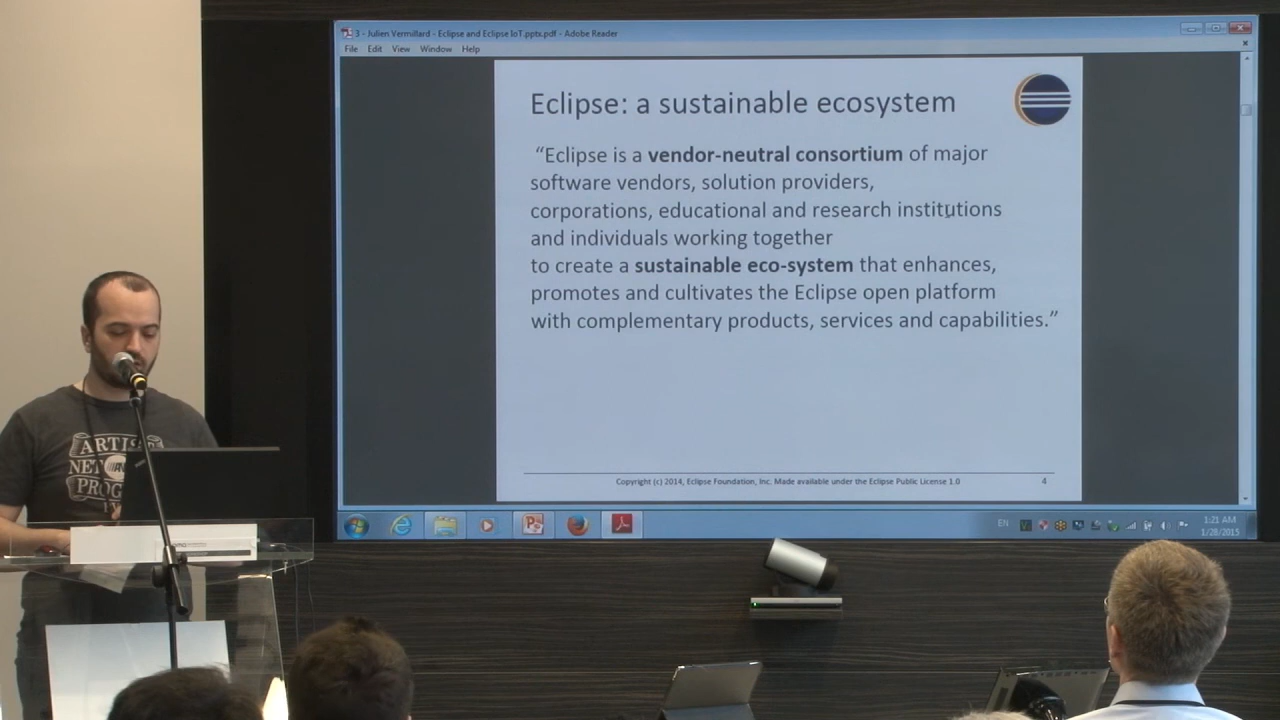 3 - Julien Vermillard - Eclipse and Eclipse IoT.pptx.pdf - Adobe Reader
File Edit View Window Help
Eclipse: a sustainable ecosystem
“Eclipse is a vendor-neutral consortium of major
software vendors, solution providers,
corporations, educational and research institutions
and individuals working together
to create a sustainable eco-system that enhances,
promotes and cultivates the Eclipse open platform
with complementary products, services and capabilities.”
Copyright (c) 2014, Eclipse Foundation, Inc. Made available under the Eclipse Public License 1.0 4
EN 1:21 AM
1/28/2015
NET